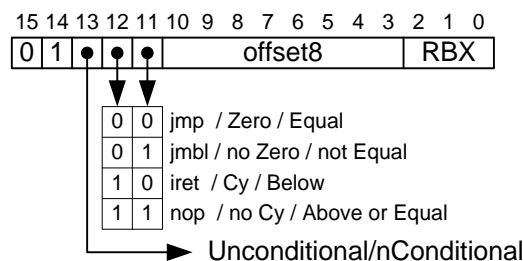 15 14 13 12 11 10 9 8 7 6 5 4 3 2 1 0
0 1 offset8 RBX
0 0 jmp / Zero / Equal
0 1 jmbl / no Zero / not Equal
1 0 iret / Cy / Below
1 1 nop / no Cy / Above or Equal
Unconditional/nConditional